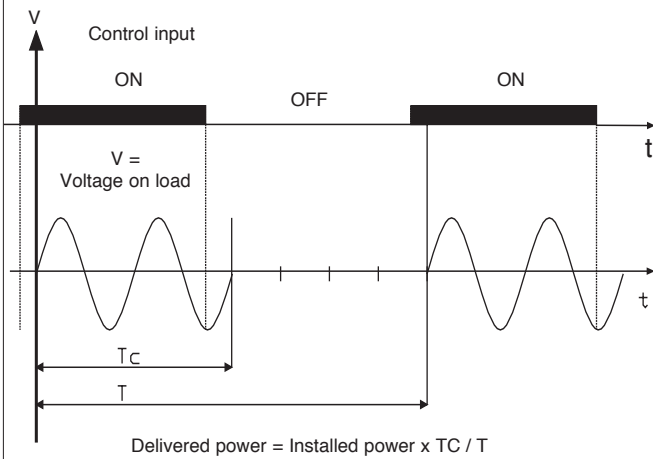 V
Control input
ON
ON
OFF
t
V =
Voltage on load
t
Tc
T
Delivered power = Installed power x TC / T